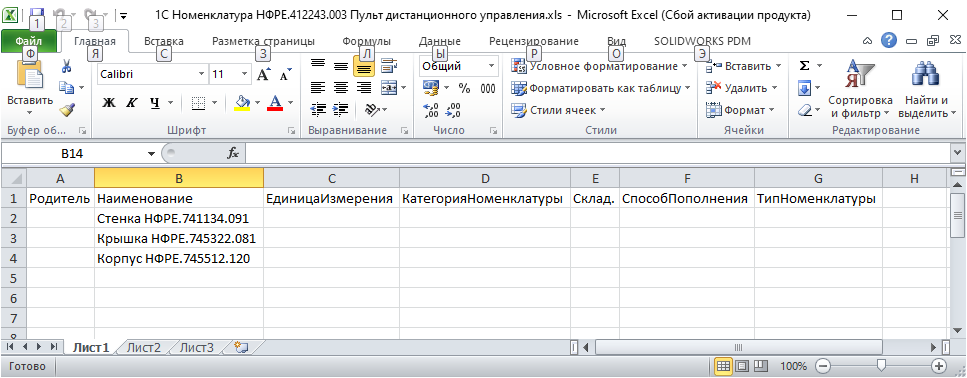 1С Номенклатура НФРЕ.412243.003 Пульт дистанционного управления.xls - Microsoft Excel (Сбой активации продукта)
1 2 3
Файл Главная Вставка Разметка страницы Формулы Данные Рецензирование Вид SOLIDWORKS PDM
Ф Я С З Л Ы Р О Э
Calibri 11 Общий Условное форматирование Вставить Σ
Вставить Ж К Ч % 000 Форматировать как таблицу Удалить Сортировка и фильтр Найти и выделить
Стили ячеек Формат
Буфер об... Шрифт Выравнивание Число Стили Ячейки Редактирование
B14 fx
A B C D E F G H
1 Родитель Наименование ЕдиницаИзмерения КатегорияНоменклатуры Склад. СпособПополнения ТипНоменклатуры
2 Стенка НФРЕ.741134.091
3 Крышка НФРЕ.745322.081
4 Корпус НФРЕ.745512.120
5
6
7
8
Лист1 Лист2 Лист3
Готово 100%